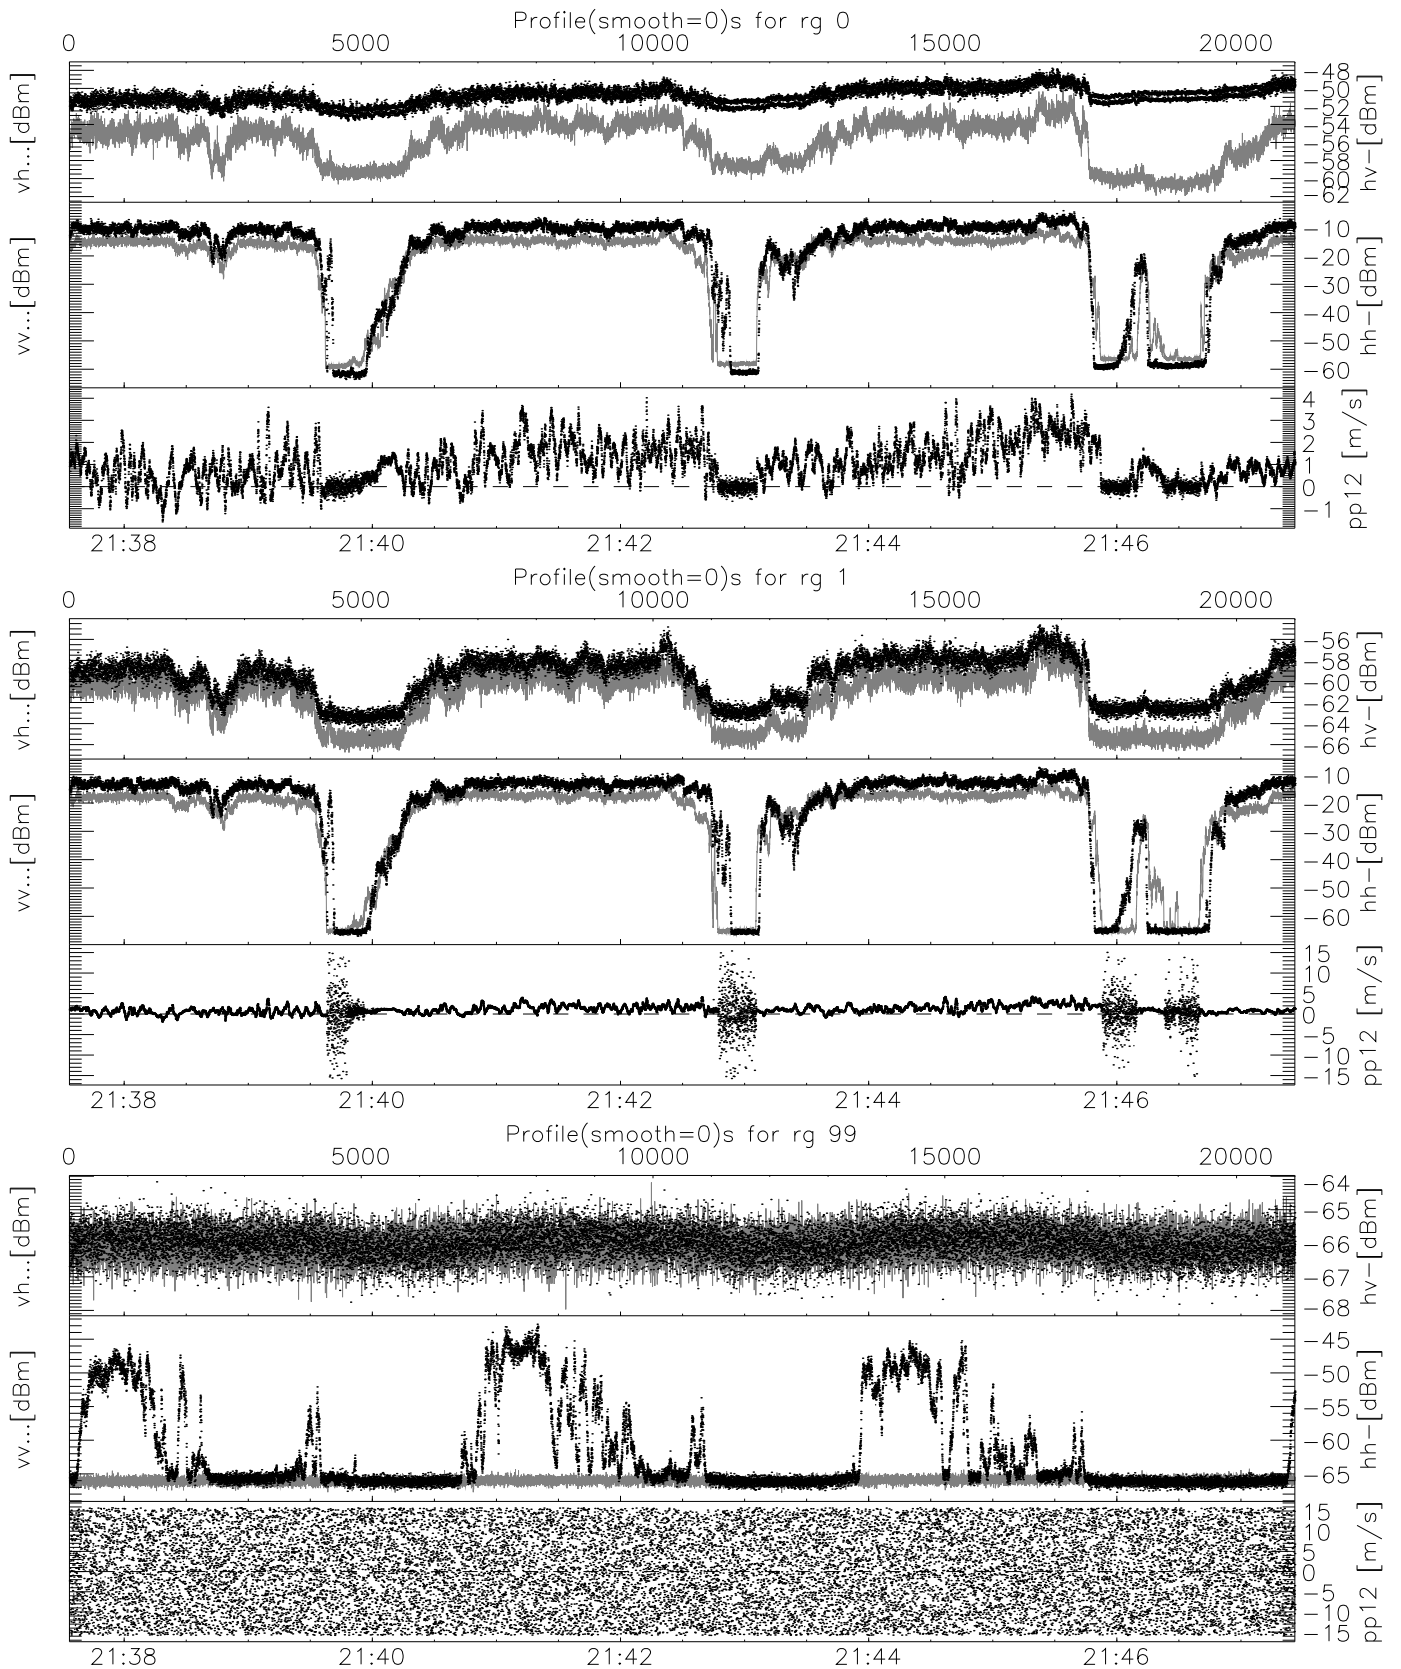 Profile(smooth=0)s for rg 0
0 5000 10000 15000 20000
vh...[dBm]
-48
-50
-52
-54
-56
-58
-60
-62
hv-[dBm]
vv...[dBm]
-10
-20
-30
-40
-50
-60
hh-[dBm]
4
3
2
1
0
-1
pp12 [m/s]
21:38 21:40 21:42 21:44 21:46
Profile(smooth=0)s for rg 1
0 5000 10000 15000 20000
vh...[dBm]
-56
-58
-60
-62
-64
-66
hv-[dBm]
vv...[dBm]
-10
-20
-30
-40
-50
-60
hh-[dBm]
15
10
5
0
-5
-10
-15
pp12 [m/s]
21:38 21:40 21:42 21:44 21:46
Profile(smooth=0)s for rg 99
0 5000 10000 15000 20000
vh...[dBm]
-64
-65
-66
-67
-68
hv-[dBm]
vv...[dBm]
-45
-50
-55
-60
-65
hh-[dBm]
15
10
5
0
-5
-10
-15
pp12 [m/s]
21:38 21:40 21:42 21:44 21:46